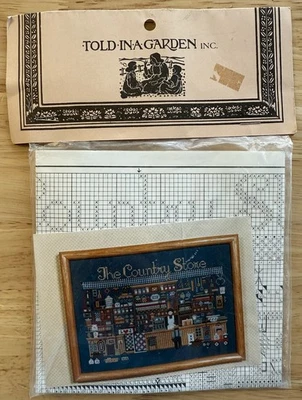 TOLD·IN·A·GARDEN INC.
The Country Store